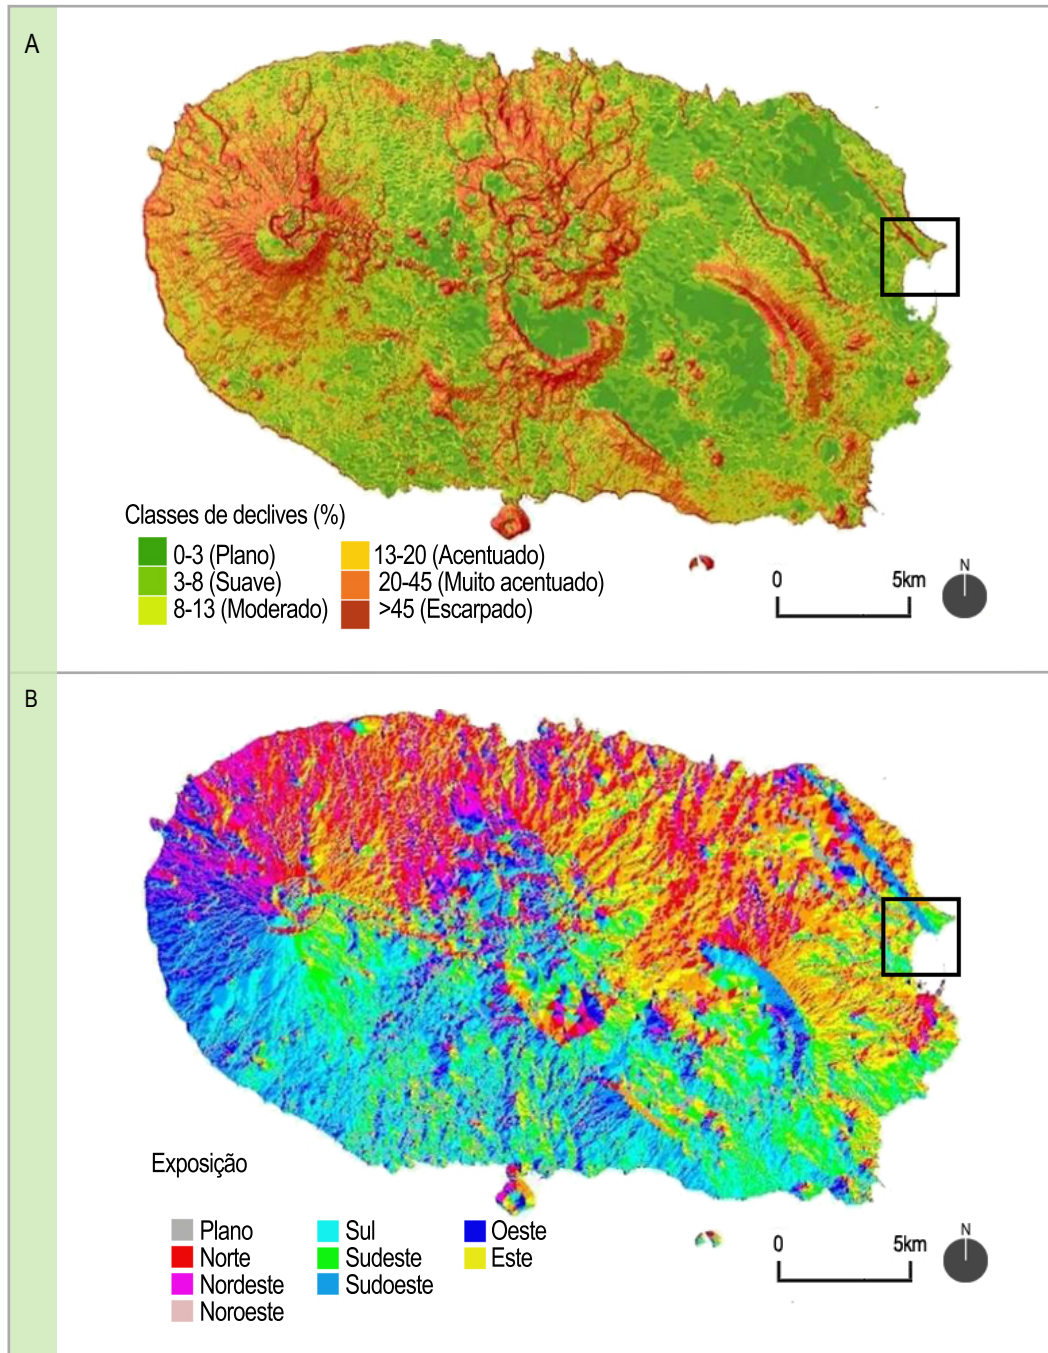 A
Classes de declives (%)
0-3 (Plano)
3-8 (Suave)
8-13 (Moderado)
13-20 (Acentuado)
20-45 (Muito acentuado)
>45 (Escarpado)
0 5km
N
B
Exposição
Plano
Norte
Nordeste
Noroeste
Sul
Sudeste
Sudoeste
Oeste
Este
0 5km
N